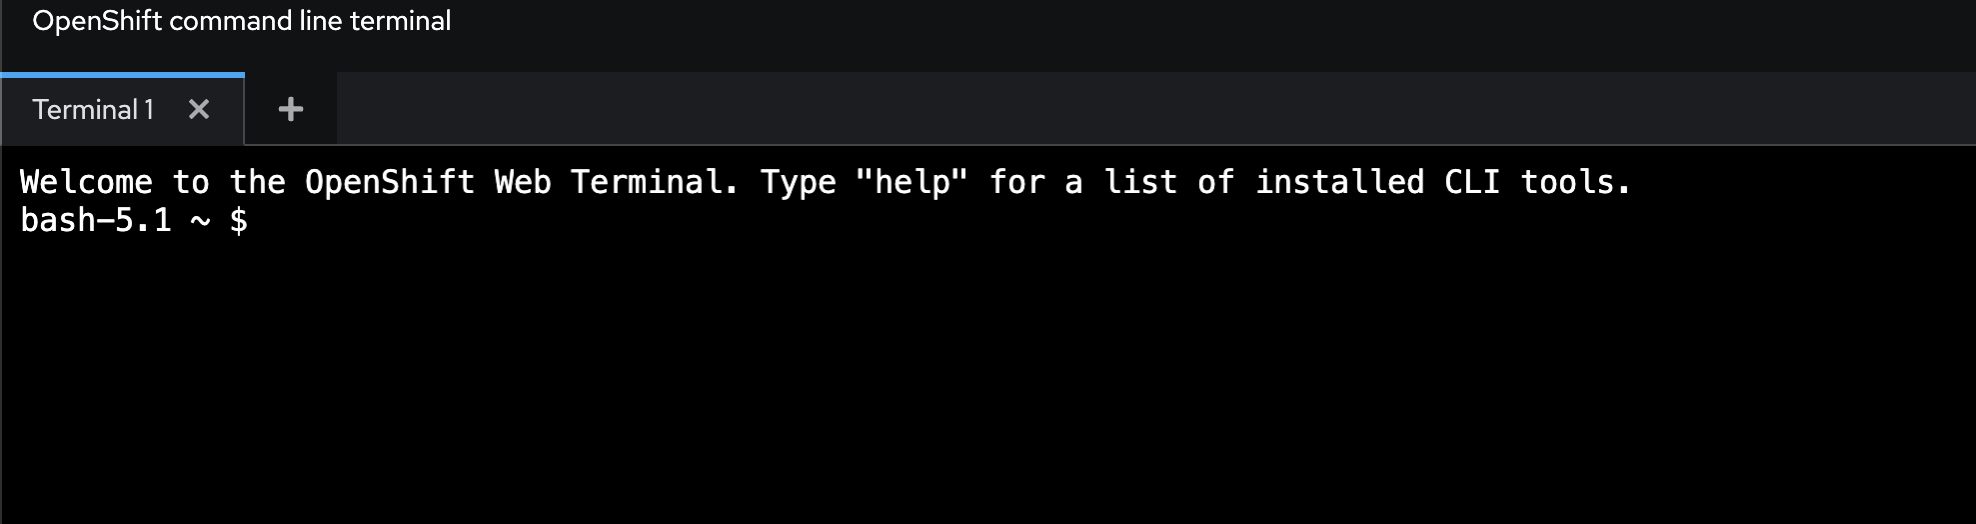 OpenShift command line terminal
Terminal 1
Welcome to the OpenShift Web Terminal. Type "help" for a list of installed CLI tools.
bash-5.1 ~ $